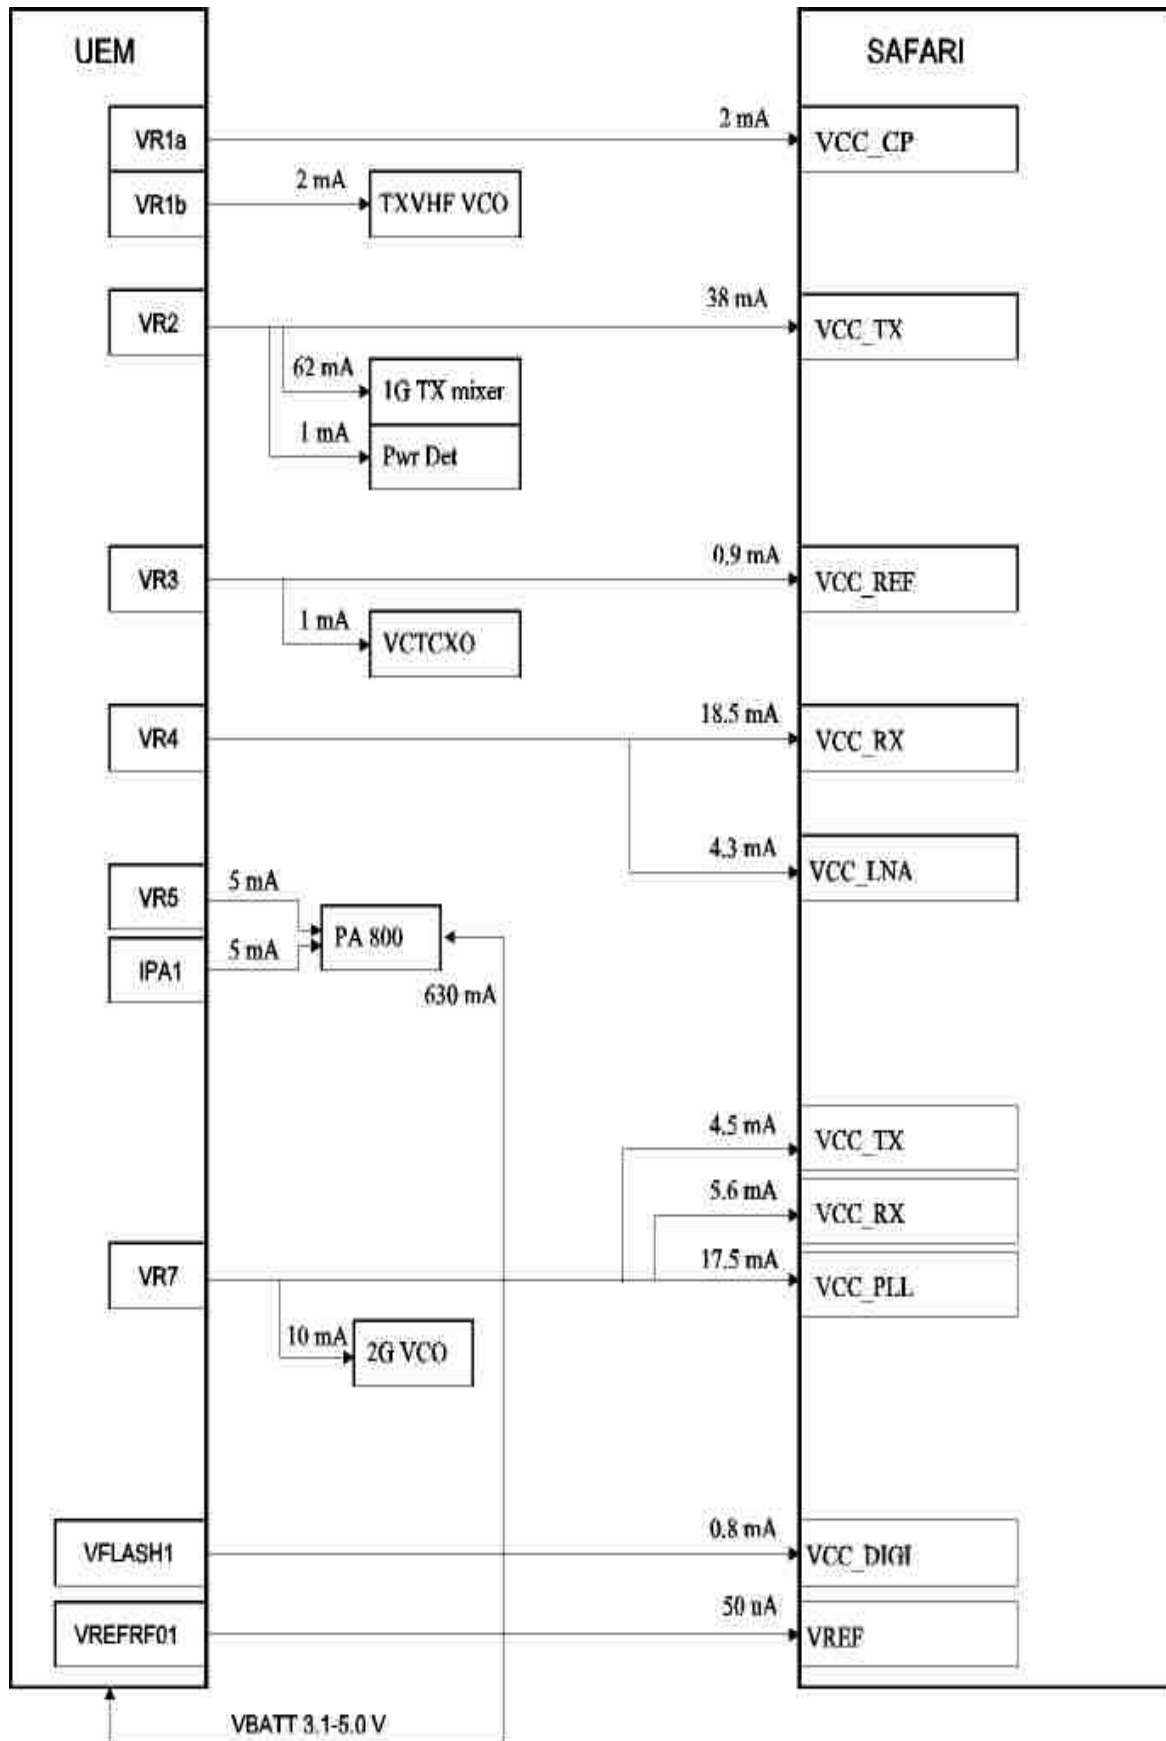 UEM
SAFARI
VR1a
2 mA
VCC_CP
VR1b
2 mA
TXVHF VCO
VR2
38 mA
VCC_TX
62 mA
1G TX mixer
1 mA
Pwr Det
VR3
0.9 mA
VCC_REF
1 mA
VCTCXO
VR4
18.5 mA
VCC_RX
4.3 mA
VCC_LNA
VR5
5 mA
PA 800
IPA1
5 mA
630 mA
4.5 mA
VCC_TX
5.6 mA
VCC_RX
VR7
17.5 mA
VCC_PLL
10 mA
2G VCO
VFLASH1
0.8 mA
VCC_DIGI
VREFRF01
50 uA
VREF
VBATT 3.1-5.0 V